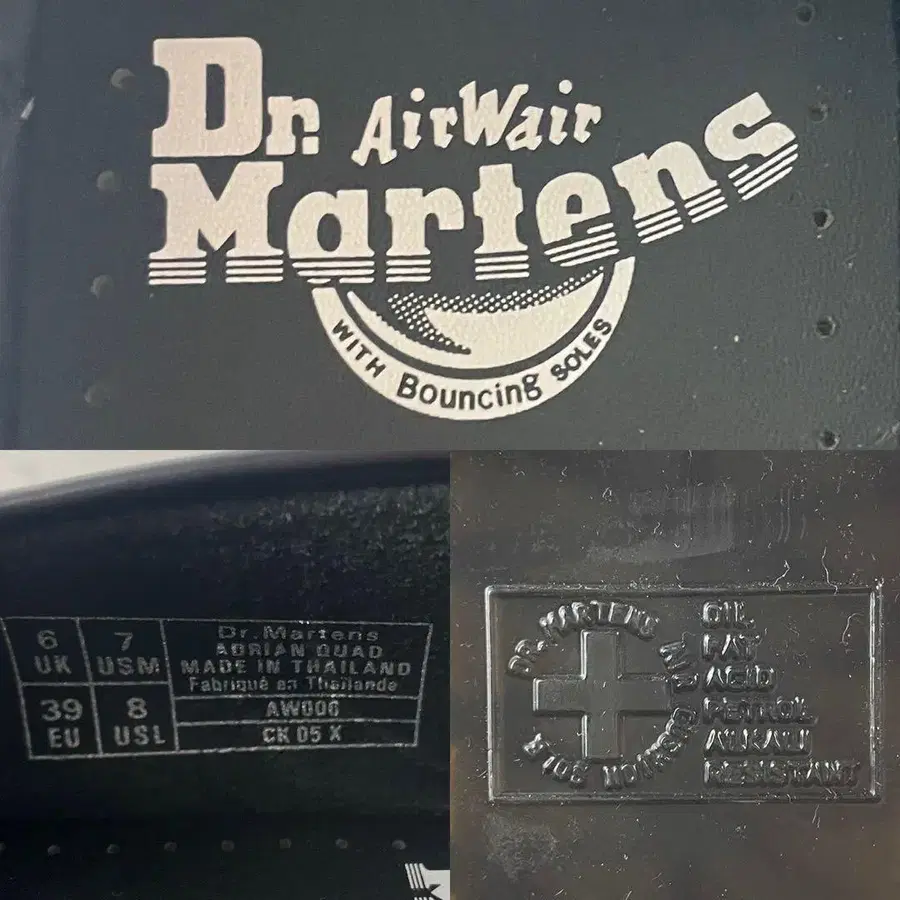 Dr. AirWair
Martens
WITH Bouncing SOLES
6 UK
7 USM
39 EU
8 USL
Dr.Martens
ADRIAN QUAD
MADE IN THAILAND
Fabriqué en Thaïlande
AW006
CK 05 X
DR. MARTENS AIR CUSHION SOLE
OIL
FAT
ACID
PETROL
ALKALI
RESISTANT